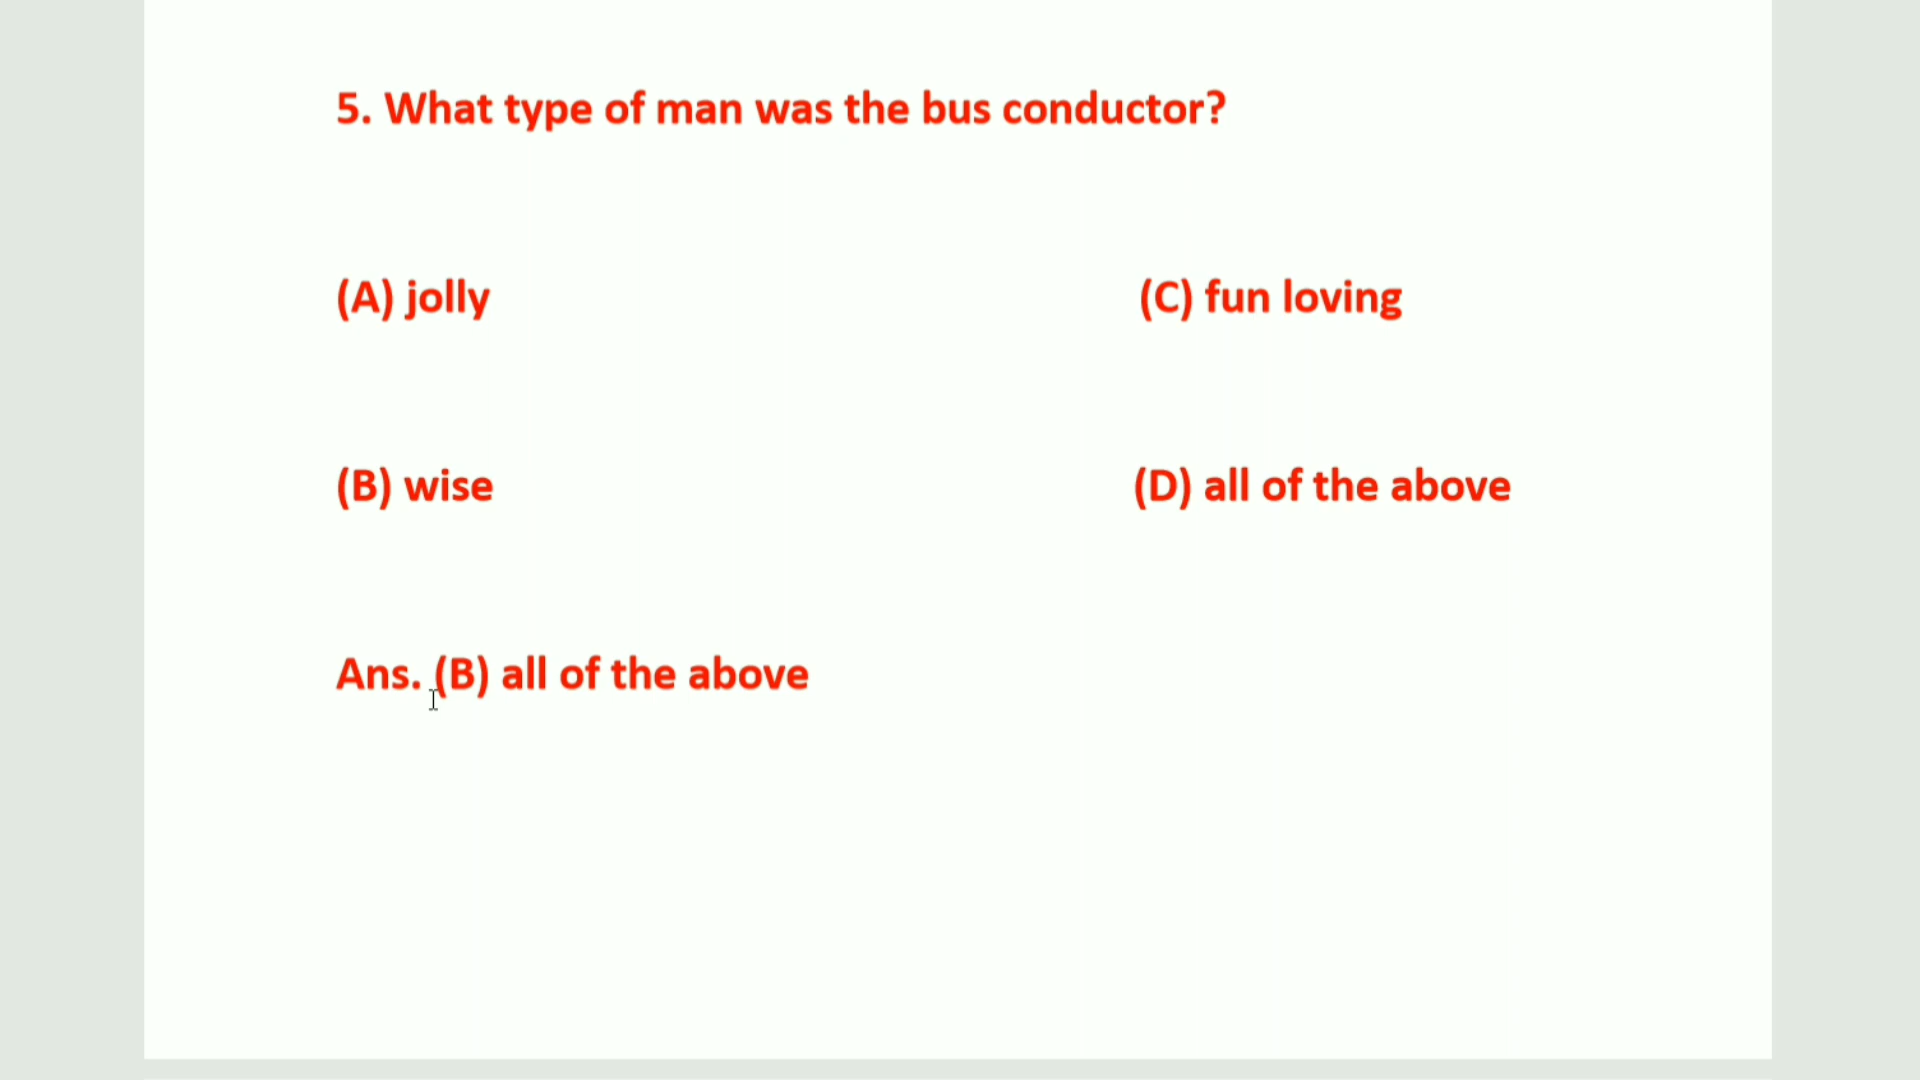 5. What type of man was the bus conductor?
(A) jolly (C) fun loving
(B) wise (D) all of the above
Ans. (B) all of the above